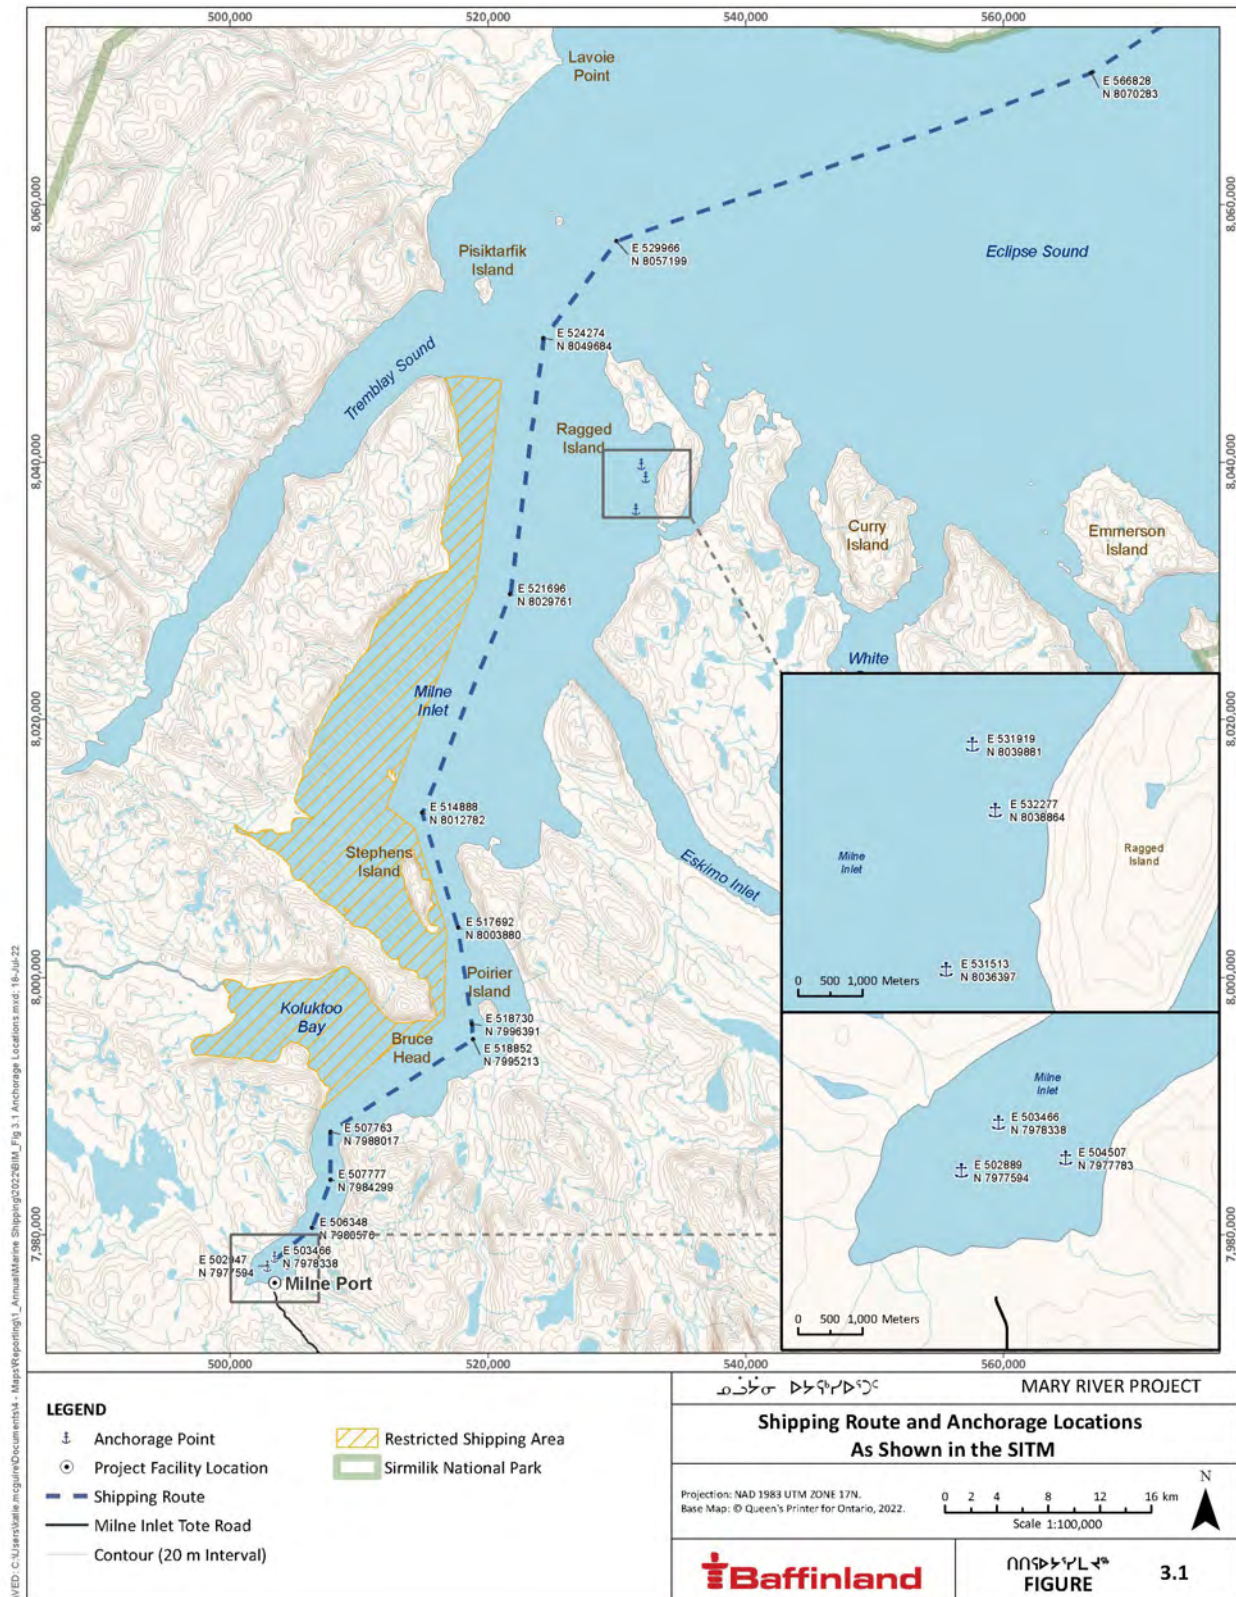 500,000
520,000
540,000
560,000
Lavoie
Point
E 566828
N 8070283
8,060,000
8,060,000
Pisiktarfik
Island
E 529966
N 8057199
Eclipse Sound
E 524274
N 8049684
Tremblay Sound
Ragged
Island
8,040,000
8,040,000
Curry
Island
Emmerson
Island
E 521696
N 8029761
White
Milne
Inlet
8,020,000
8,020,000
E 531919
N 8039881
E 532277
N 8038864
Milne
Inlet
Ragged
Island
E 531513
N 8036397
0 500 1,000 Meters
E 514888
N 8012782
Stephens
Island
Eskimo Inlet
E 517692
N 8003880
8,000,000
8,000,000
Poirier
Island
Koluktoo
Bay
Bruce
Head
E 518730
N 7996391
E 518852
N 7995213
Milne
Inlet
E 503466
N 7978338
E 504507
N 7977783
E 502889
N 7977594
0 500 1,000 Meters
E 507763
N 7988017
E 507777
N 7984299
E 506348
N 7980576
7,980,000
7,980,000
E 502947
N 7977594
E 503466
N 7978338
Milne Port
500,000
520,000
540,000
560,000
LEGEND
Anchorage Point
Project Facility Location
Shipping Route
Milne Inlet Tote Road
Contour (20 m Interval)
Restricted Shipping Area
Sirmilik National Park
ᓄᓘᔭᓂ ᐅᔭᕋᖅᓯᐅᕐᑐᑦ
MARY RIVER PROJECT
Shipping Route and Anchorage Locations
As Shown in the SITM
Projection: NAD 1983 UTM ZONE 17N.
Base Map: © Queen's Printer for Ontario, 2022.
0 2 4 8 12 16 km
Scale 1:100,000
N
Baffinland
FIGURE
3.1